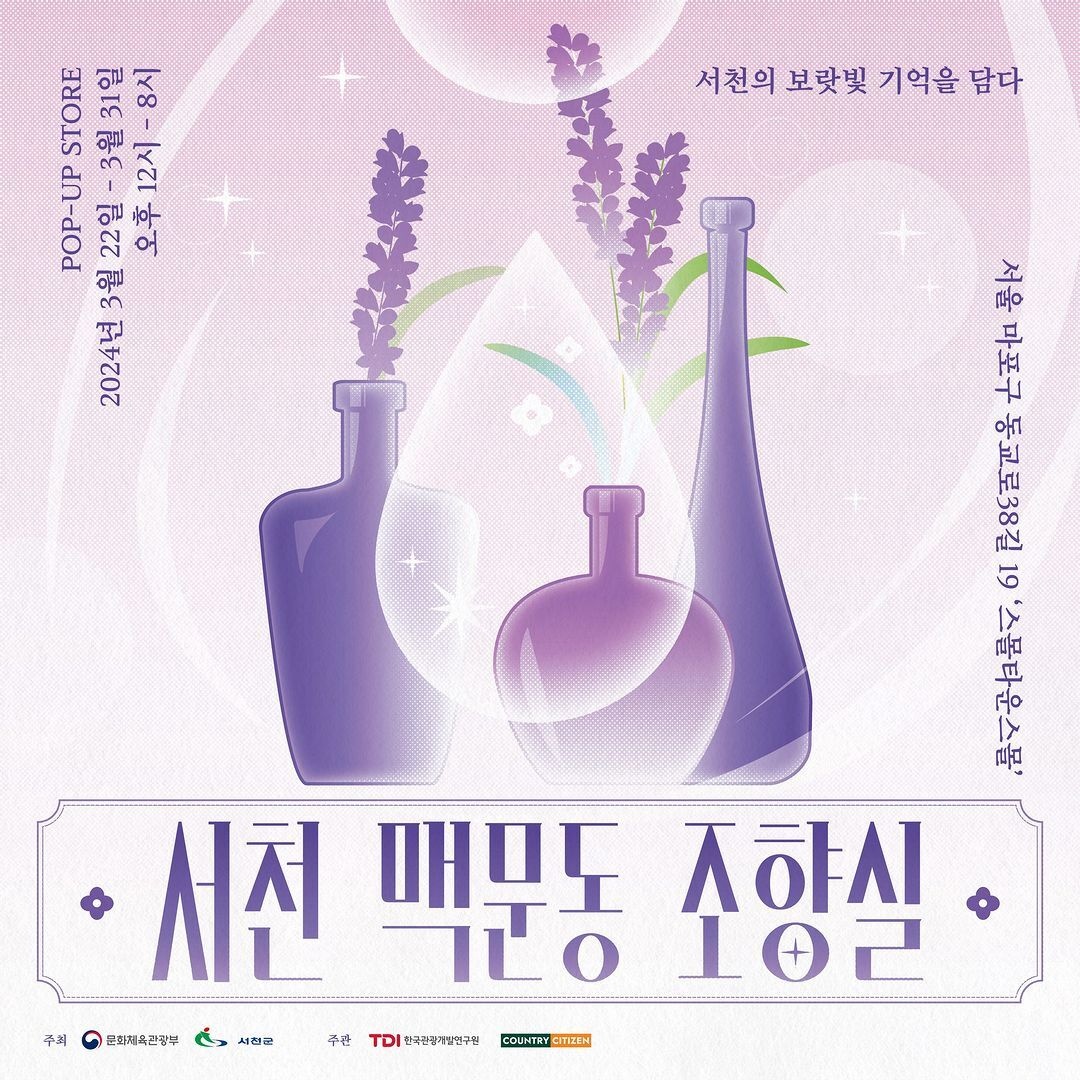 POP-UP STORE
2024년 3월 22일 - 3월 31일
오후 12시 - 8시
서천의 보랏빛 기억을 담다
서울 마포구 동교로38길 19 '스몰타운스몰'
서천 맥문동 조향실
주최 문화체육관광부 서천군 주관 TDI 한국관광개발연구원 COUNTRY CITIZEN